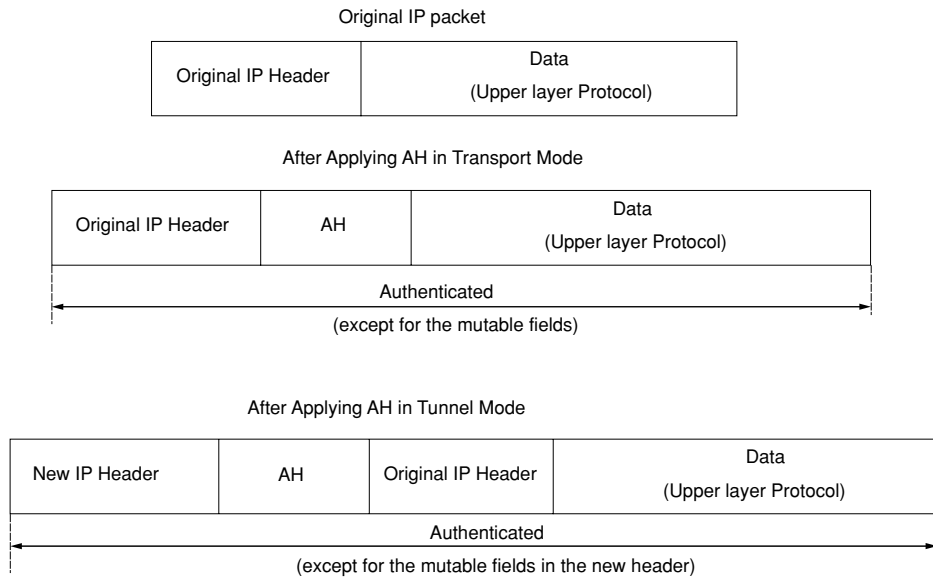 Original IP packet
Original IP Header
Data
(Upper layer Protocol)
After Applying AH in Transport Mode
Original IP Header
AH
Data
(Upper layer Protocol)
Authenticated
(except for the mutable fields)
After Applying AH in Tunnel Mode
New IP Header
AH
Original IP Header
Data
(Upper layer Protocol)
Authenticated
(except for the mutable fields in the new header)